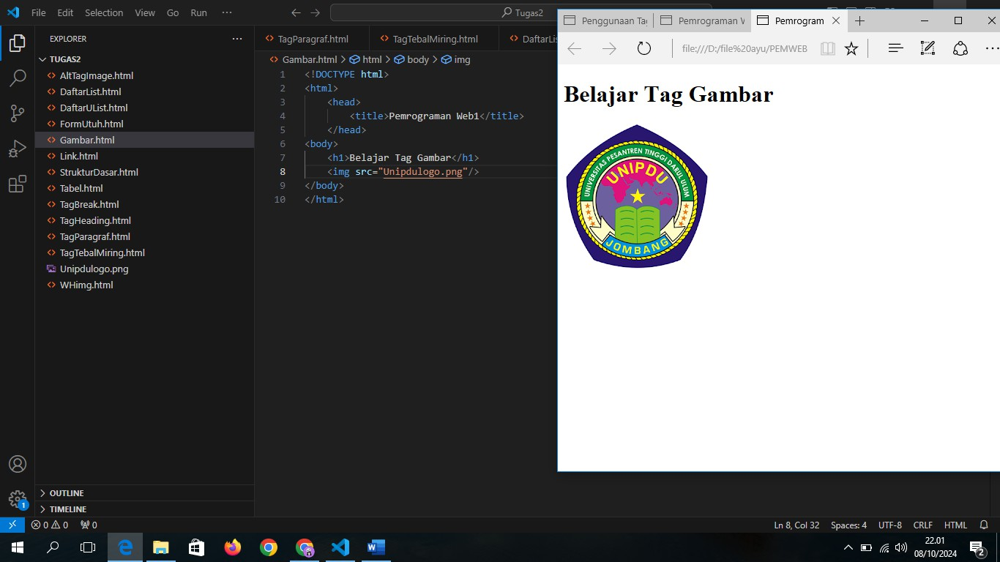 File Edit Selection View Go Run ···
Tugas2
EXPLORER ···
TUGAS2
AltTagImage.html
DaftarList.html
DaftarUList.html
FormUtuh.html
Gambar.html
Link.html
StrukturDasar.html
Tabel.html
TagBreak.html
TagHeading.html
TagParagraf.html
TagTebalMiring.html
Unipdulogo.png
WHimg.html
OUTLINE
TIMELINE
TagParagraf.html TagTebalMiring.html DaftarLis
Gambar.html > html > body > img
1 <!DOCTYPE html>
2 <html>
3 <head>
4 <title>Pemrograman Web1</title>
5 </head>
6 <body>
7 <h1>Belajar Tag Gambar</h1>
8 <img src="Unipdulogo.png"/>
9 </body>
10 </html>
Penggunaan Tag Pemrograman W Pemrogram
file:///D:/file%20ayu/PEMWEB
Belajar Tag Gambar
UNIVERSITAS PESANTREN TINGGI DARUL ULUM
UNIPDU
JOMBANG
1
0 0 0 Ln 8, Col 32 Spaces: 4 UTF-8 CRLF HTML
22.01
08/10/2024
2